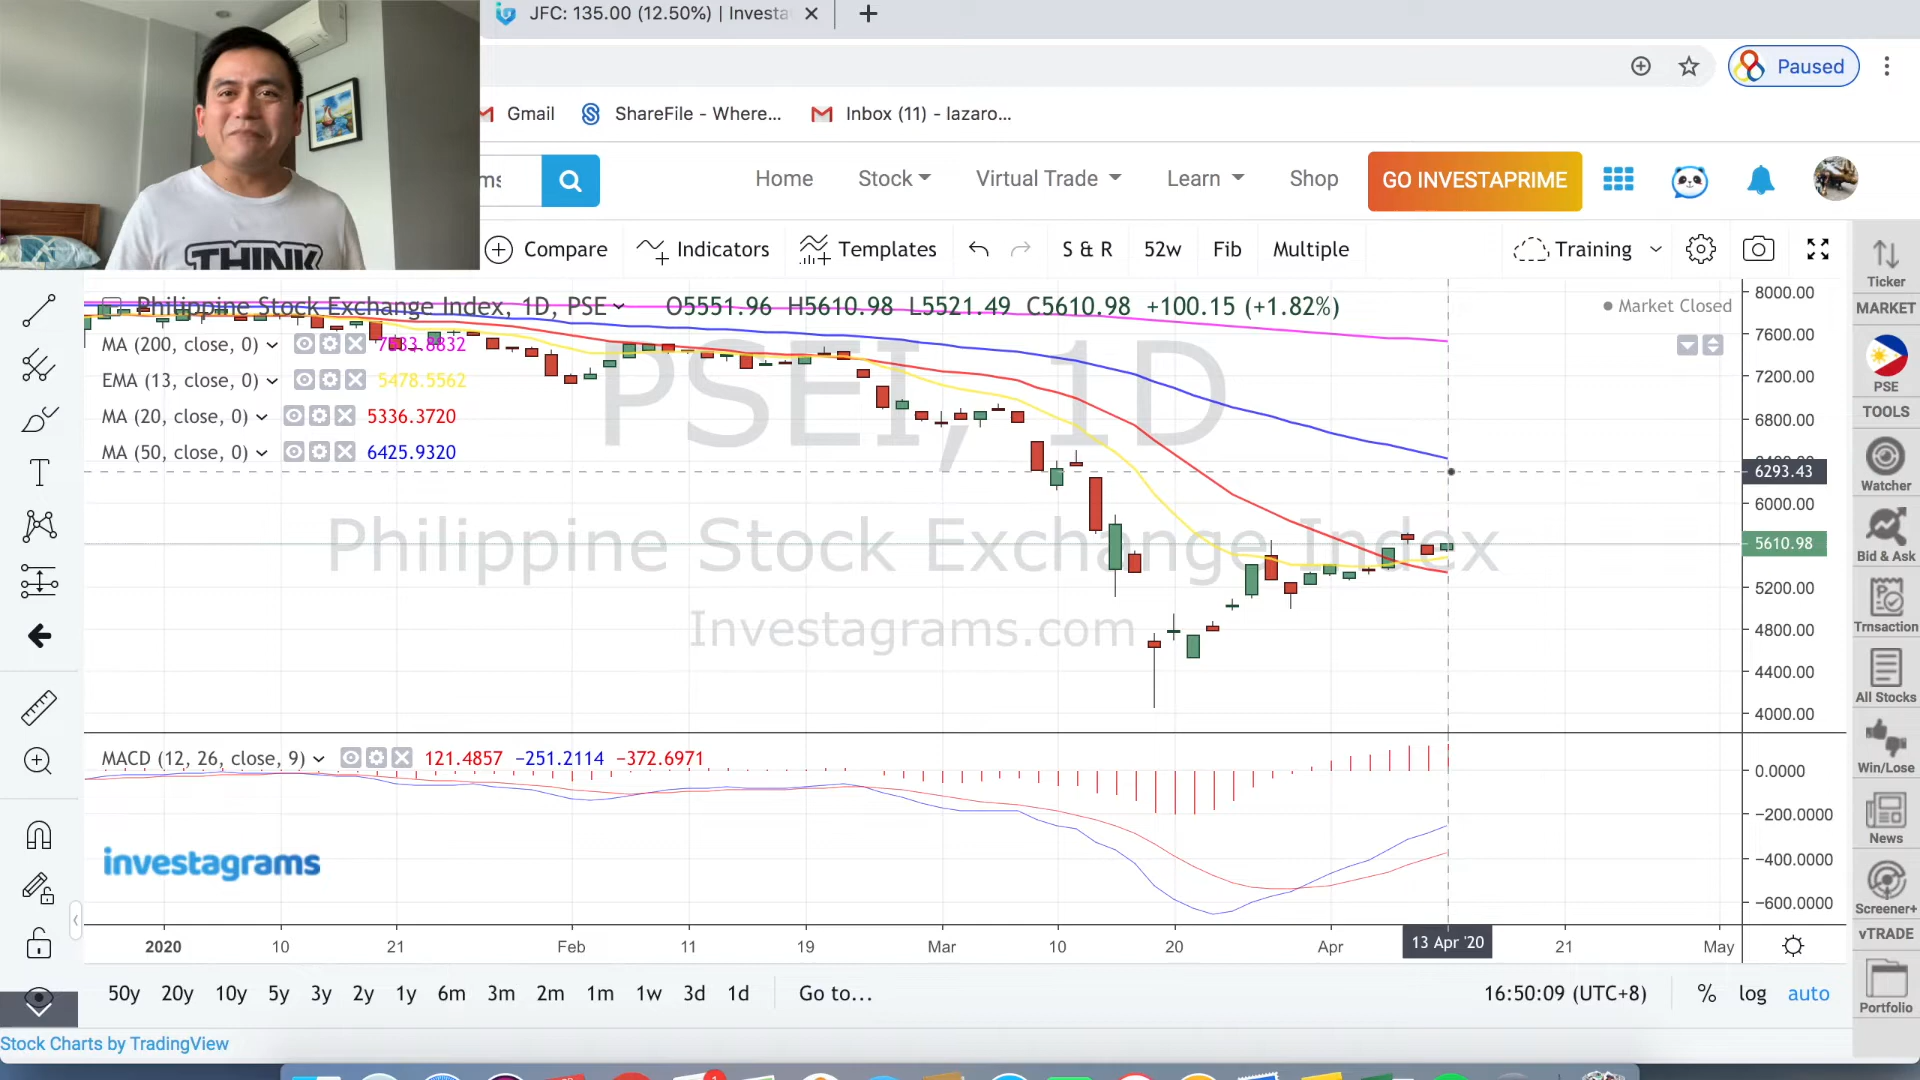 JFC: 135.00 (12.50%) | Investa
Paused
Gmail
ShareFile - Where...
Inbox (11) - lazaro...
ms
Home
Stock
Virtual Trade
Learn
Shop
GO INVESTAPRIME
THINK
Compare
Indicators
Templates
S & R
52w
Fib
Multiple
Training
Ticker
MARKET
PSE
TOOLS
Watcher
Bid & Ask
Trnsaction
All Stocks
Win/Lose
News
Screener+
vTRADE
Portfolio
Philippine Stock Exchange Index, 1D, PSE
O5551.96 H5610.98 L5521.49 C5610.98 +100.15 (+1.82%)
Market Closed
MA (200, close, 0)
EMA (13, close, 0) 5478.5562
MA (20, close, 0) 5336.3720
MA (50, close, 0) 6425.9320
PSEI, 1D
Philippine Stock Exchange Index
Investagrams.com
8000.00
7600.00
7200.00
6800.00
6293.43
6000.00
5610.98
5200.00
4800.00
4400.00
4000.00
MACD (12, 26, close, 9) 121.4857 −251.2114 −372.6971
0.0000
−200.0000
−400.0000
−600.0000
investagrams
2020 10 21 Feb 11 19 Mar 10 20 Apr 13 Apr '20 21 May
50y 20y 10y 5y 3y 2y 1y 6m 3m 2m 1m 1w 3d 1d Go to...
16:50:09 (UTC+8) % log auto
Stock Charts by TradingView